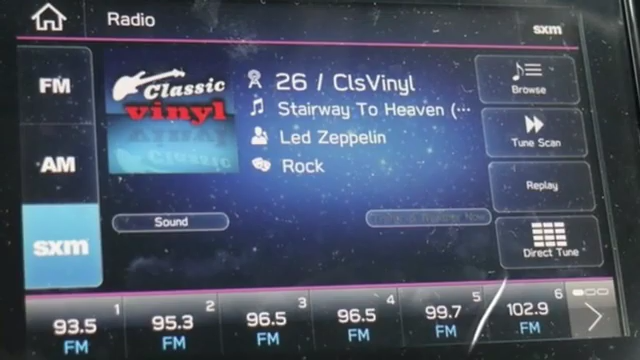 Radio
sxm
FM
AM
sxm
Classic
vinyl
26 / ClsVinyl
Stairway To Heaven (···
Led Zeppelin
Rock
Browse
Tune Scan
Replay
Direct Tune
Sound
1
93.5
FM
2
95.3
FM
3
96.5
FM
4
96.5
FM
5
99.7
FM
6
102.9
FM